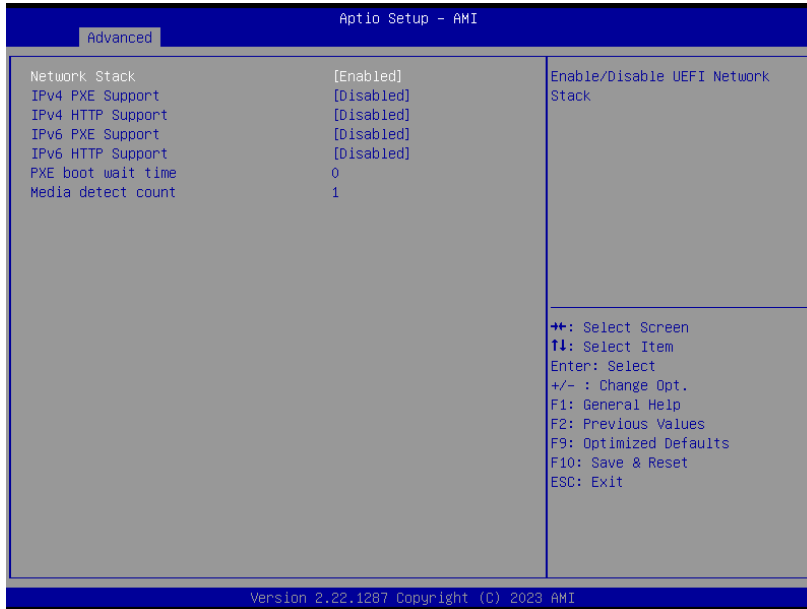 Aptio Setup - AMI
Advanced
Network Stack [Enabled]
IPv4 PXE Support [Disabled]
IPv4 HTTP Support [Disabled]
IPv6 PXE Support [Disabled]
IPv6 HTTP Support [Disabled]
PXE boot wait time 0
Media detect count 1
Enable/Disable UEFI Network
Stack
→←: Select Screen
↑↓: Select Item
Enter: Select
+/- : Change Opt.
F1: General Help
F2: Previous Values
F9: Optimized Defaults
F10: Save & Reset
ESC: Exit
Version 2.22.1287 Copyright (C) 2023 AMI